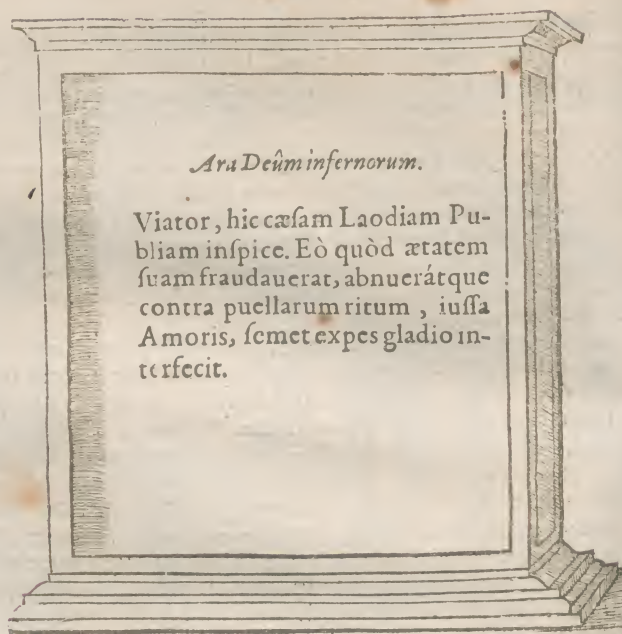 Ara Deûm infernorum.
Viator, hic cæſam Laodiam Pu-
bliam inſpice. Eò quòd ætatem
ſuam fraudauerat, abnuerátque
contra puellarum ritum, iuſſa
Amoris, ſemet expes gladio in-
terfecit.